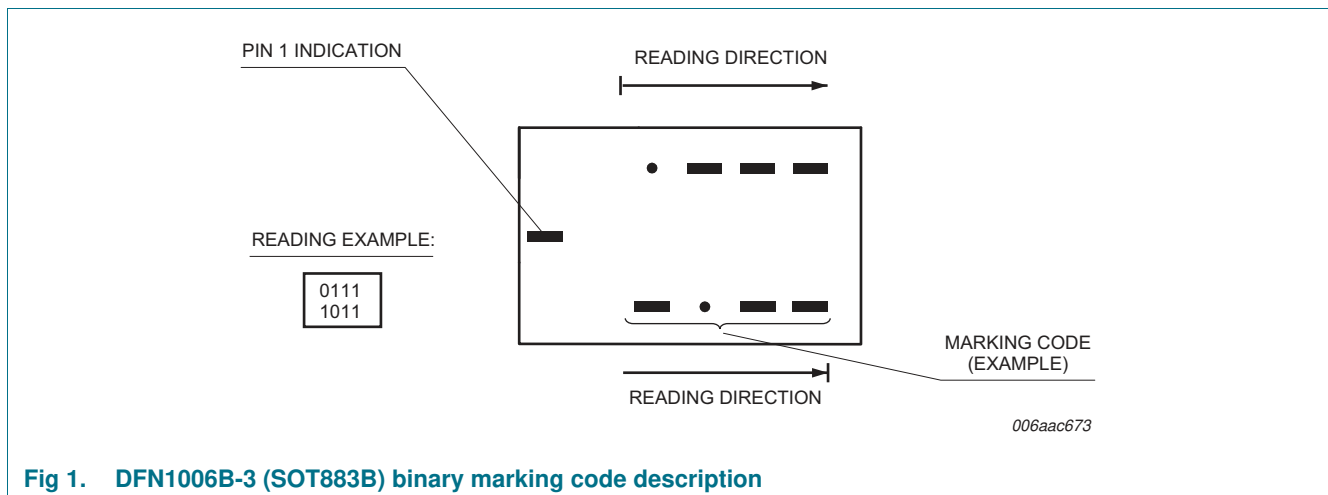 PIN 1 INDICATION
READING DIRECTION
READING EXAMPLE:
0111
1011
MARKING CODE
(EXAMPLE)
READING DIRECTION
006aac673
Fig 1. DFN1006B-3 (SOT883B) binary marking code description